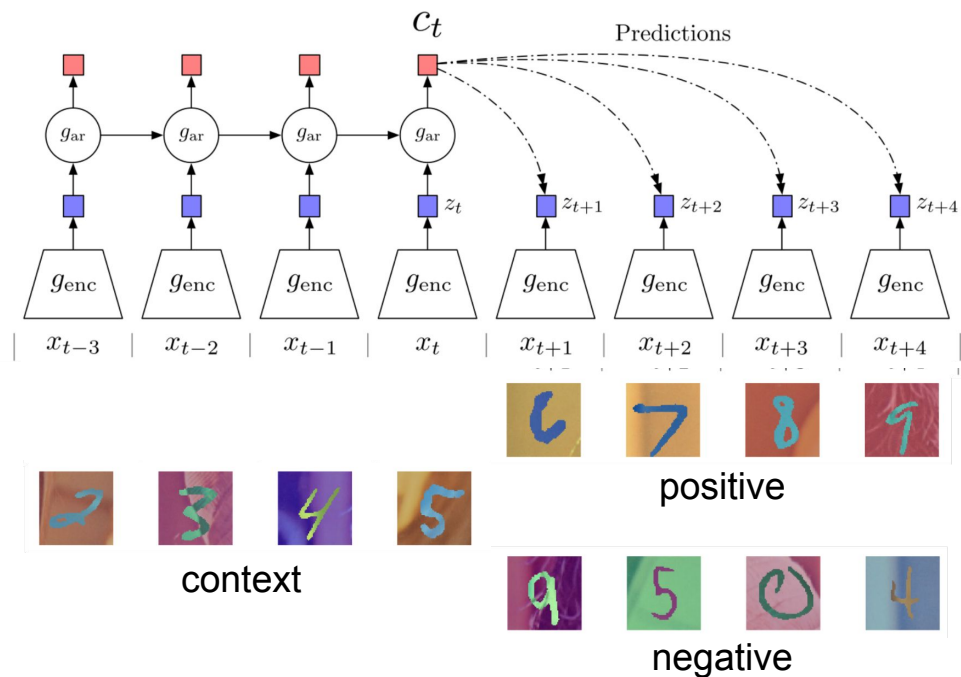 c_t
Predictions
g_ar g_ar g_ar g_ar
z_t z_{t+1} z_{t+2} z_{t+3} z_{t+4}
g_enc g_enc g_enc g_enc g_enc g_enc g_enc g_enc
| x_{t-3} | x_{t-2} | x_{t-1} | x_t | x_{t+1} | x_{t+2} | x_{t+3} | x_{t+4} |
6 7 8 9
positive
2 3 4 5
context
9 5 0 4
negative